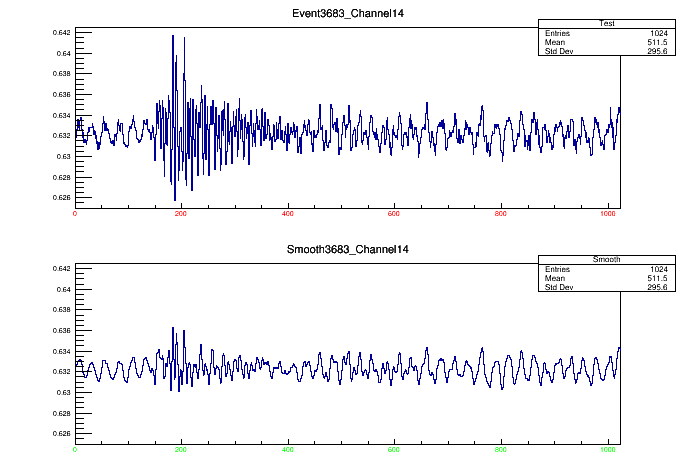 Event3683_Channel14
Test
Entries 1024
Mean 511.5
Std Dev 295.6
0.642
0.64
0.638
0.636
0.634
0.632
0.63
0.628
0.626
0 200 400 600 800 1000
Smooth3683_Channel14
Smooth
Entries 1024
Mean 511.5
Std Dev 295.6
0.642
0.64
0.638
0.636
0.634
0.632
0.63
0.628
0.626
0 200 400 600 800 1000